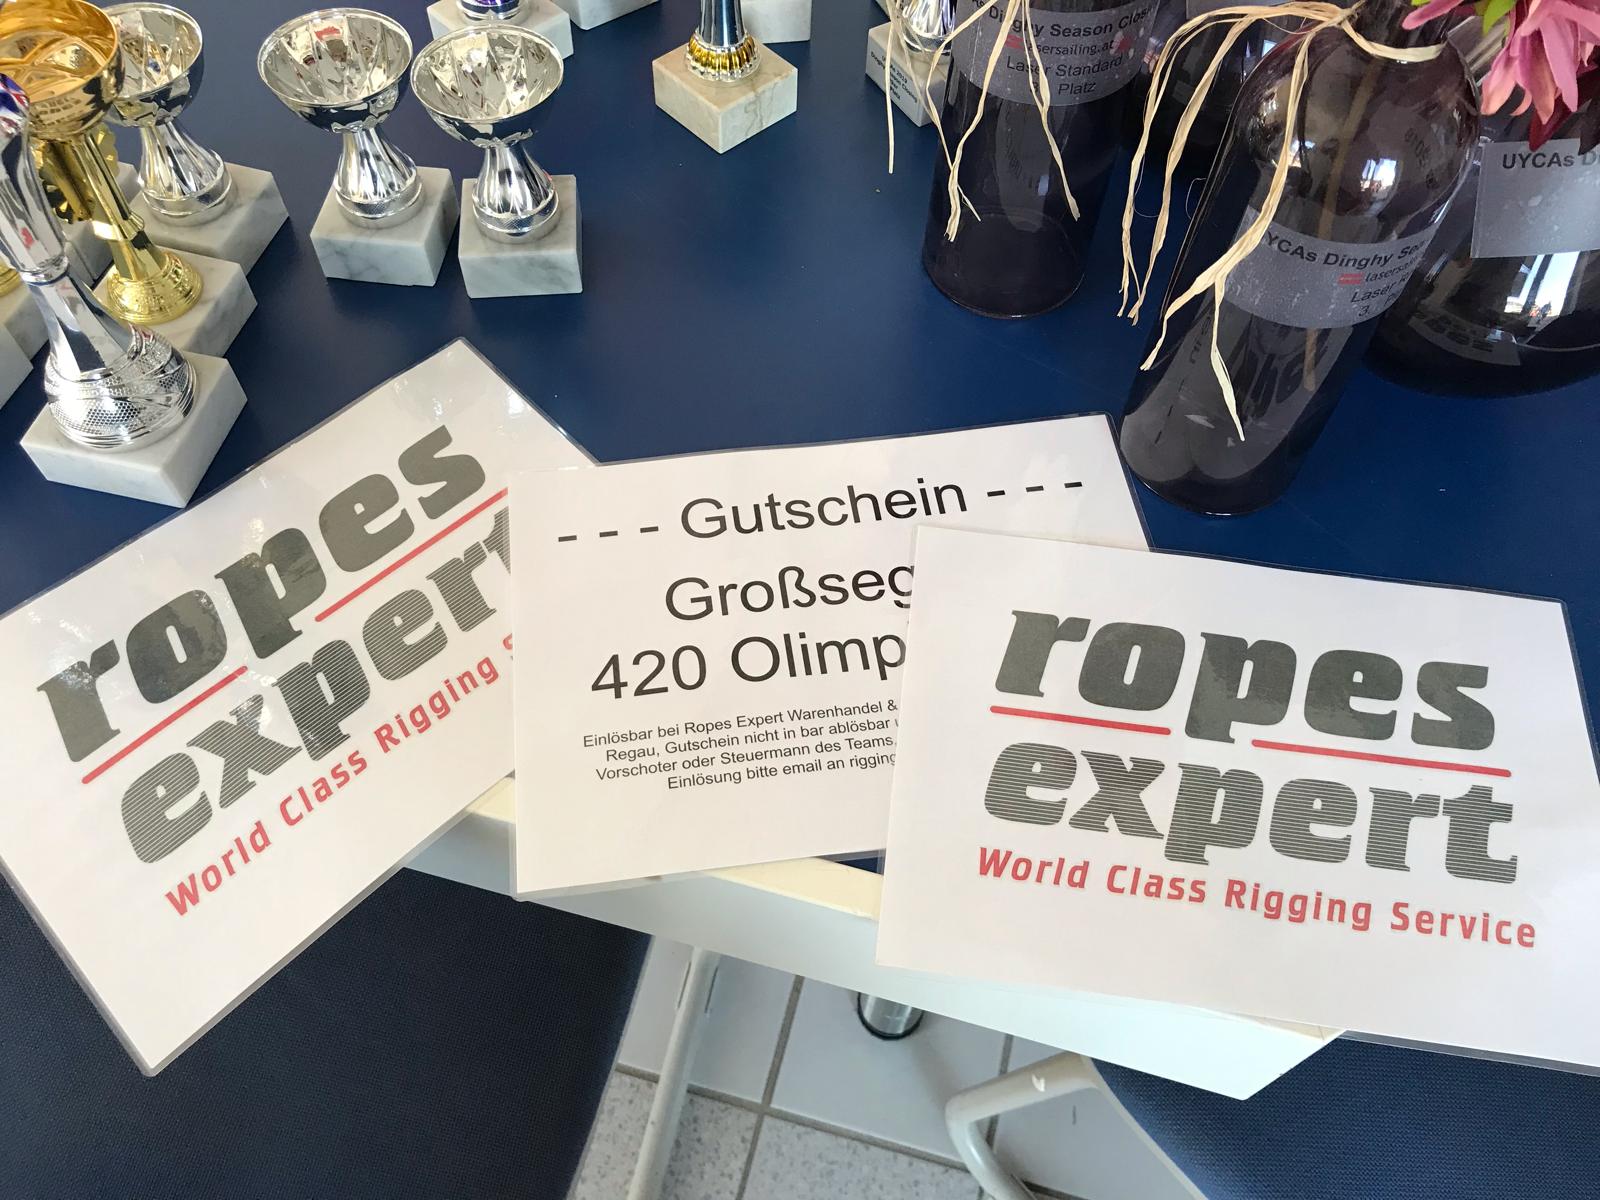 s Dinghy Season Clos
lasersailing.at
Laser Standard
Platz
UYCAs Di
YCAs Dinghy Se
lasersai
Laser
3.
ropes
expert
World Class Rigging S
- - - Gutschein - - -
Großseg
420 Olimp
Einlösbar bei Ropes Expert Warenhandel &
Regau, Gutschein nicht in bar ablösbar u
Vorschoter oder Steuermann des Teams,
Einlösung bitte email an rigging
ropes
expert
World Class Rigging Service